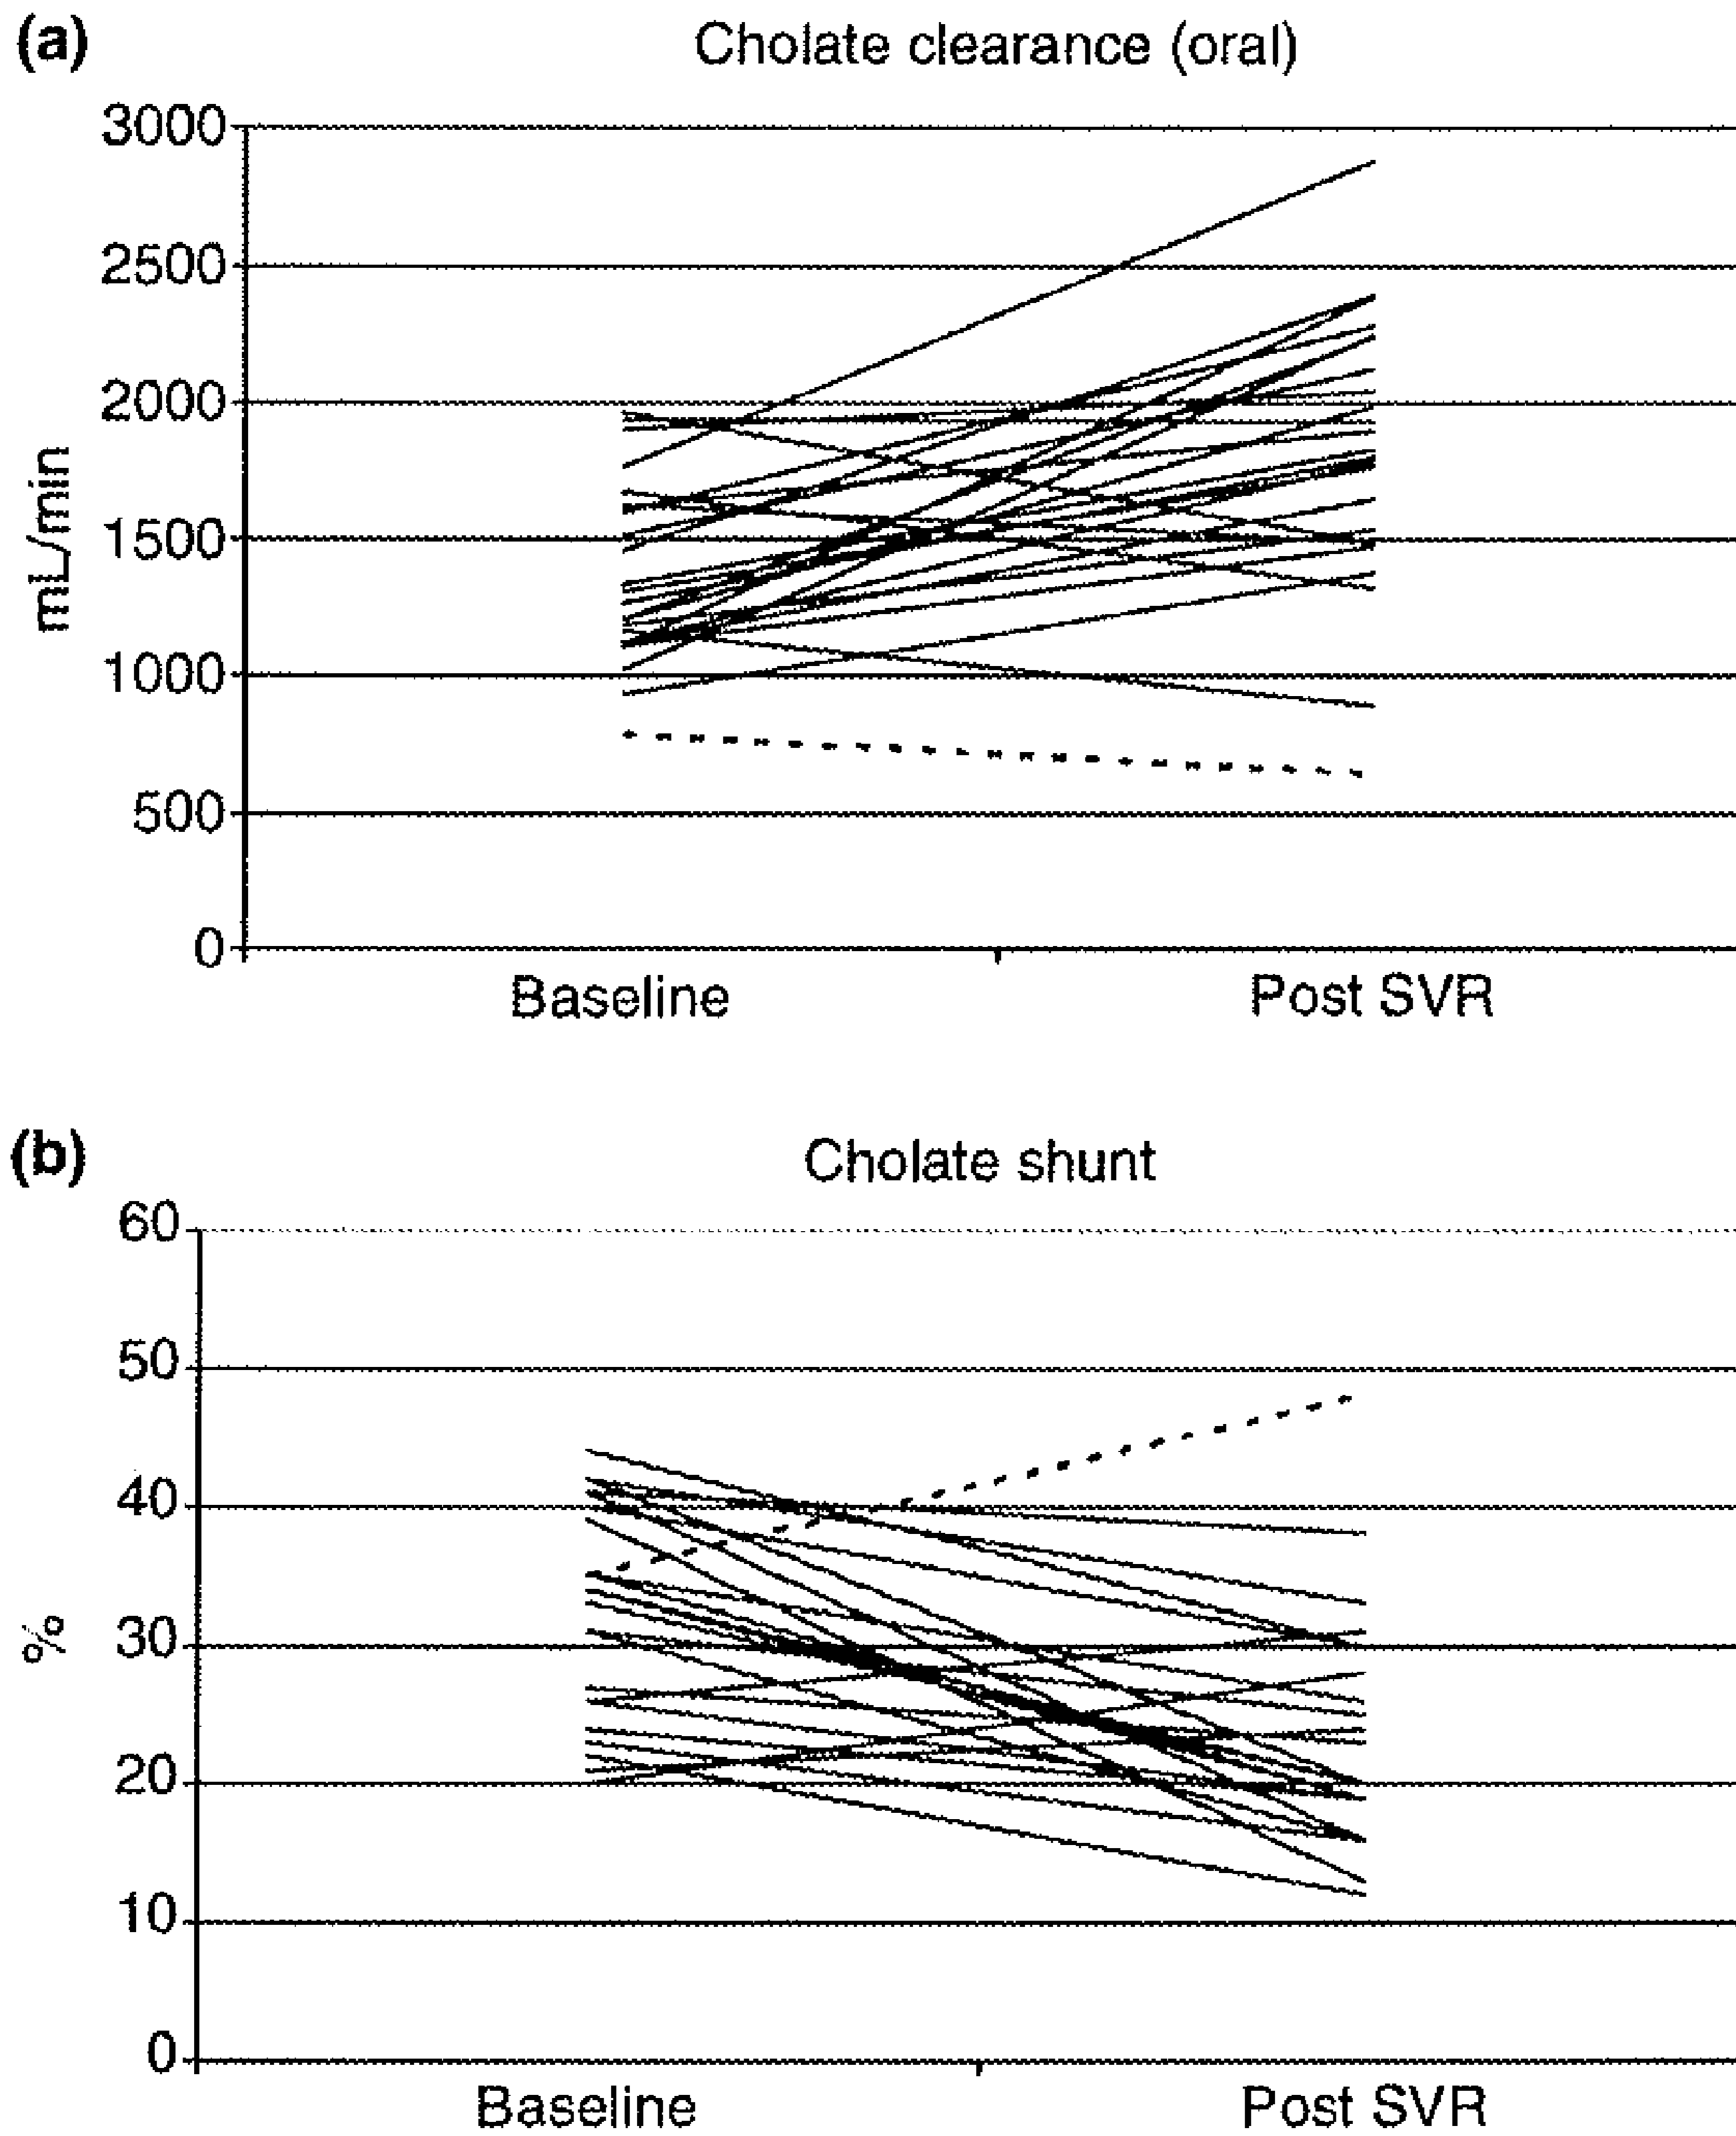 (a)
Cholate clearance (oral)
3000
2500
2000
1500
1000
500
0
mL/min
Baseline Post SVR
(b)
Cholate shunt
60
50
40
30
20
10
0
%
Baseline Post SVR